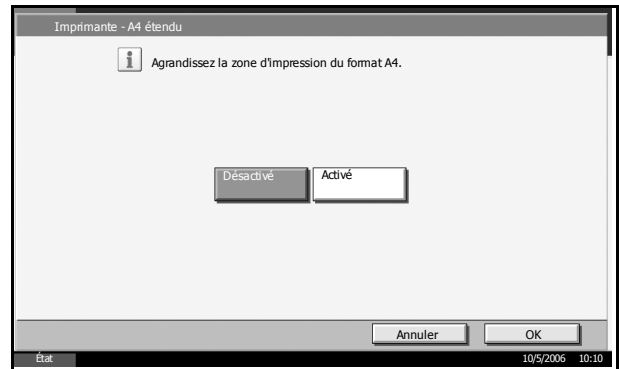 Imprimante - A4 étendu
Agrandissez la zone d'impression du format A4.
Désactivé
Activé
Annuler
OK
État
10/5/2006 10:10